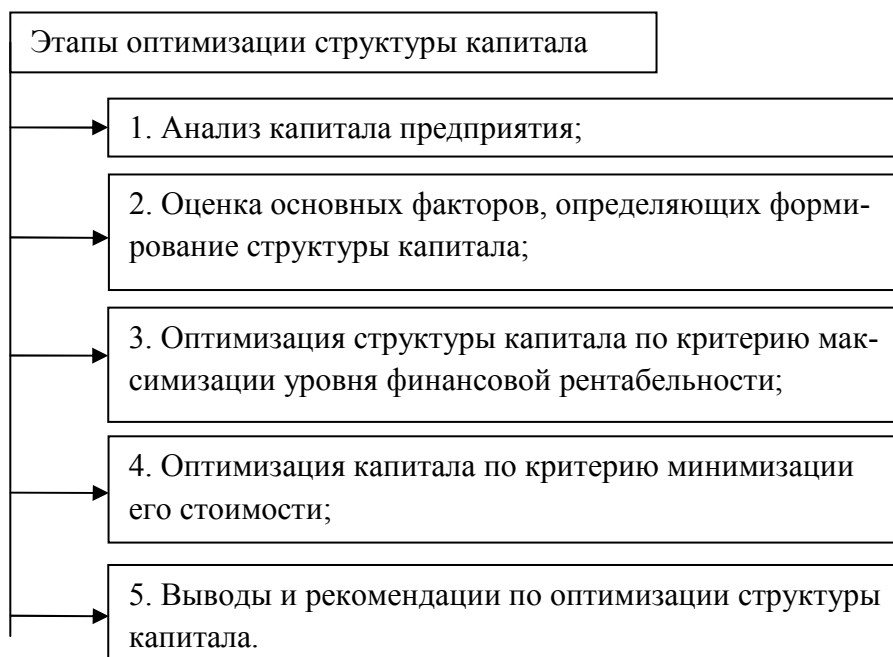 Этапы оптимизации структуры капитала
1. Анализ капитала предприятия;
2. Оценка основных факторов, определяющих форми-
рование структуры капитала;
3. Оптимизация структуры капитала по критерию мак-
симизации уровня финансовой рентабельности;
4. Оптимизация капитала по критерию минимизации
его стоимости;
5. Выводы и рекомендации по оптимизации структуры
капитала.